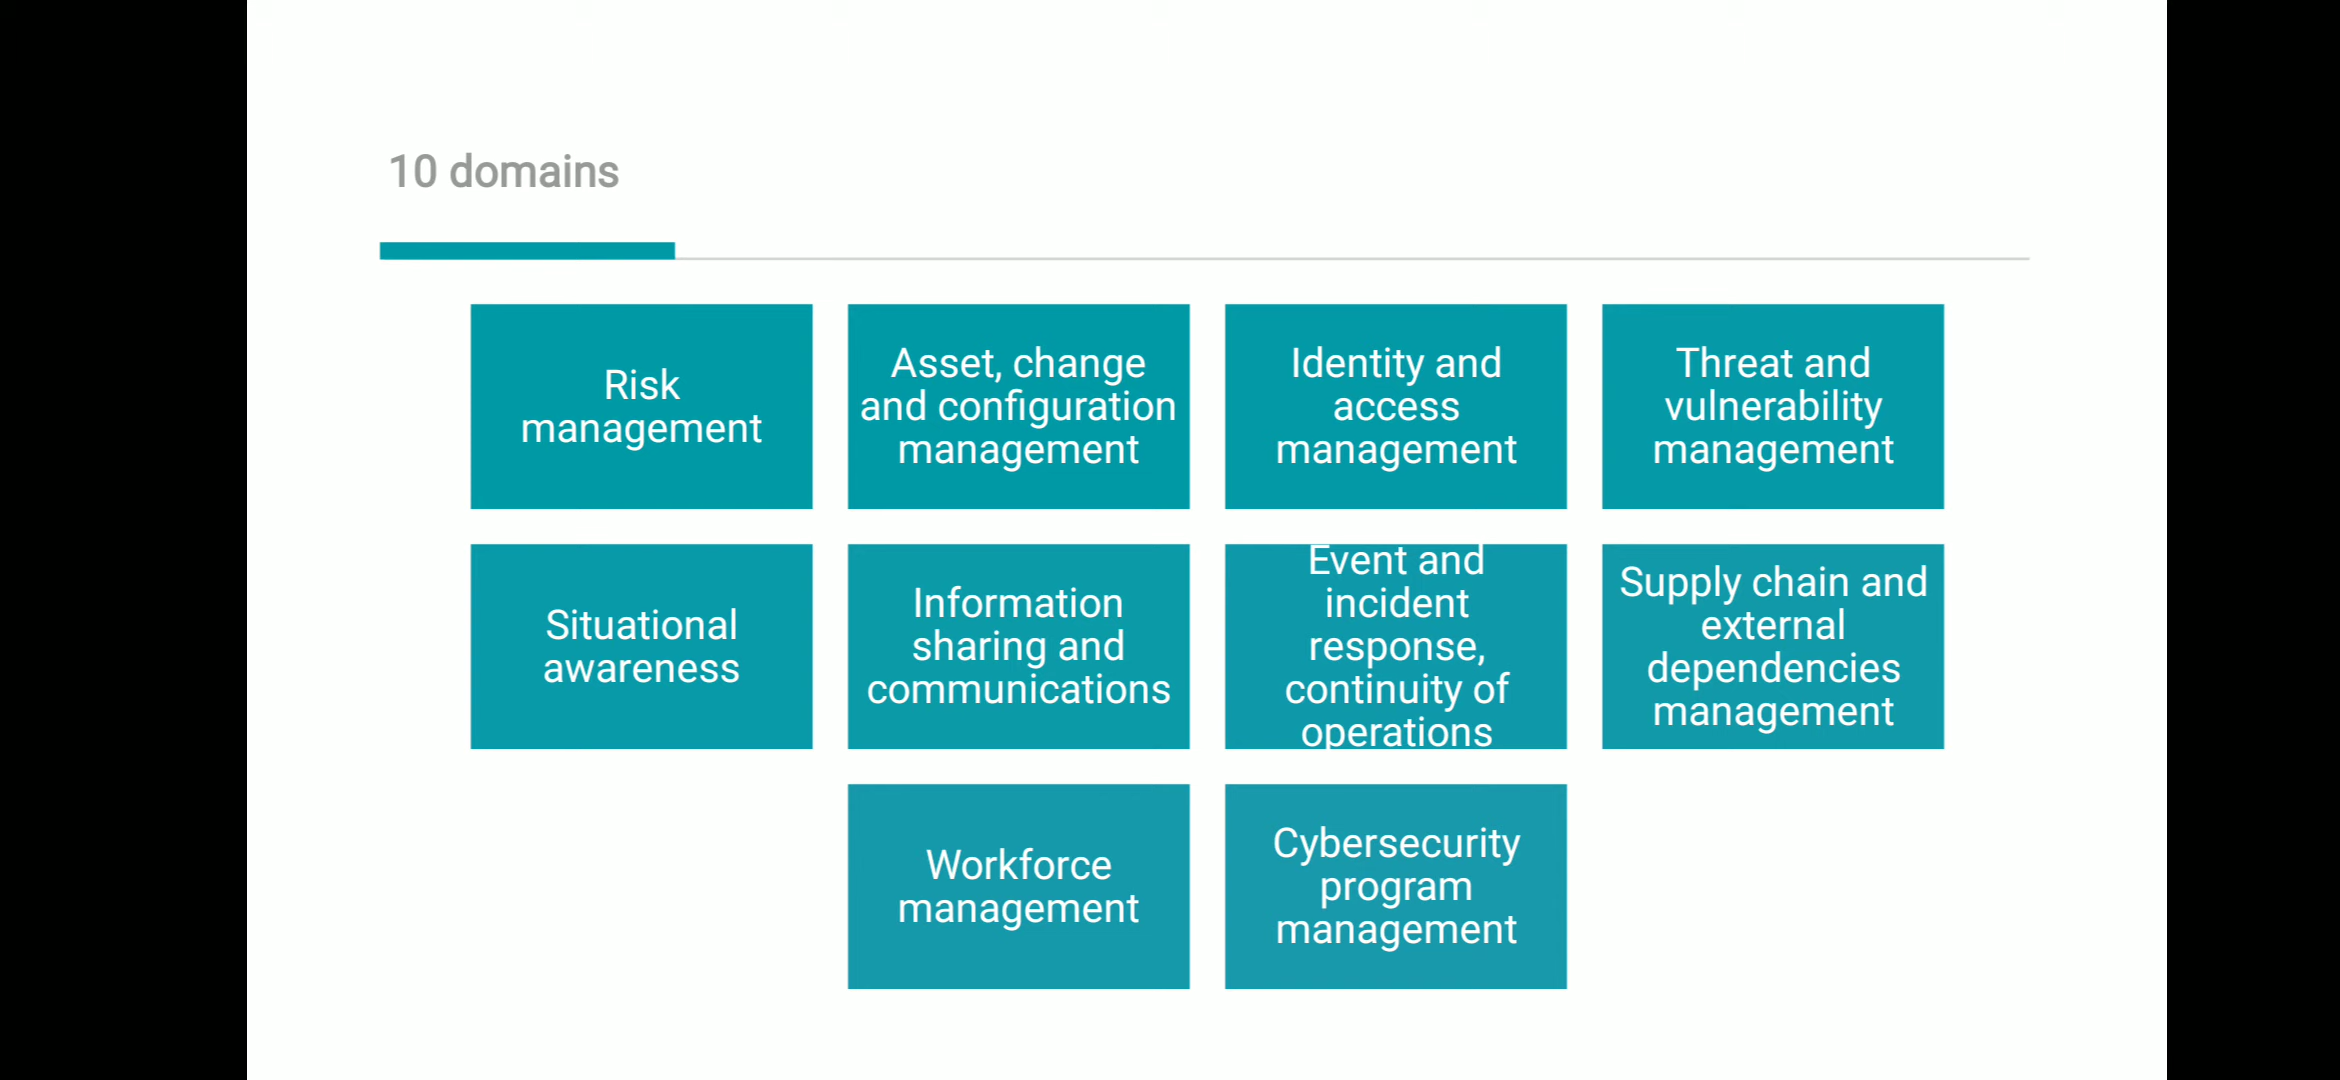 10 domains
Risk
management
Asset, change
and configuration
management
Identity and
access
management
Threat and
vulnerability
management
Situational
awareness
Information
sharing and
communications
Event and
incident
response,
continuity of
operations
Supply chain and
external
dependencies
management
Workforce
management
Cybersecurity
program
management